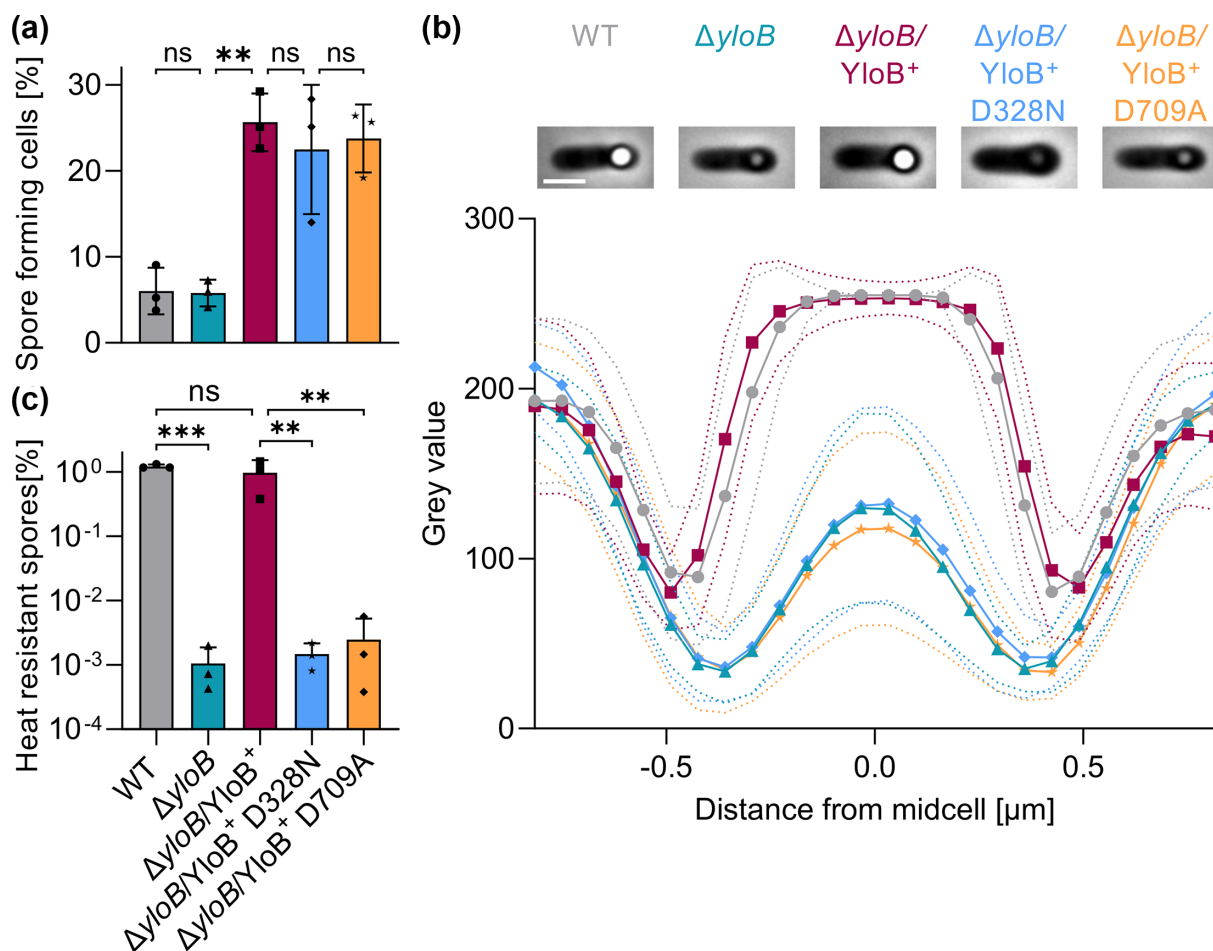 (a)
ns ** ns ns
Spore forming cells [%]
30
20
10
0
(b)
WT
ΔyloB
ΔyloB/
YloB⁺
ΔyloB/
YloB⁺
D328N
ΔyloB/
YloB⁺
D709A
300
200
100
0
Grey value
-0.5 0.0 0.5
Distance from midcell [µm]
(c)
ns
**
***
**
Heat resistant spores[%]
10⁰
10⁻¹
10⁻²
10⁻³
10⁻⁴
WT
ΔyloB
ΔyloB/YloB⁺
ΔyloB/YloB⁺ D328N
ΔyloB/YloB⁺ D709A